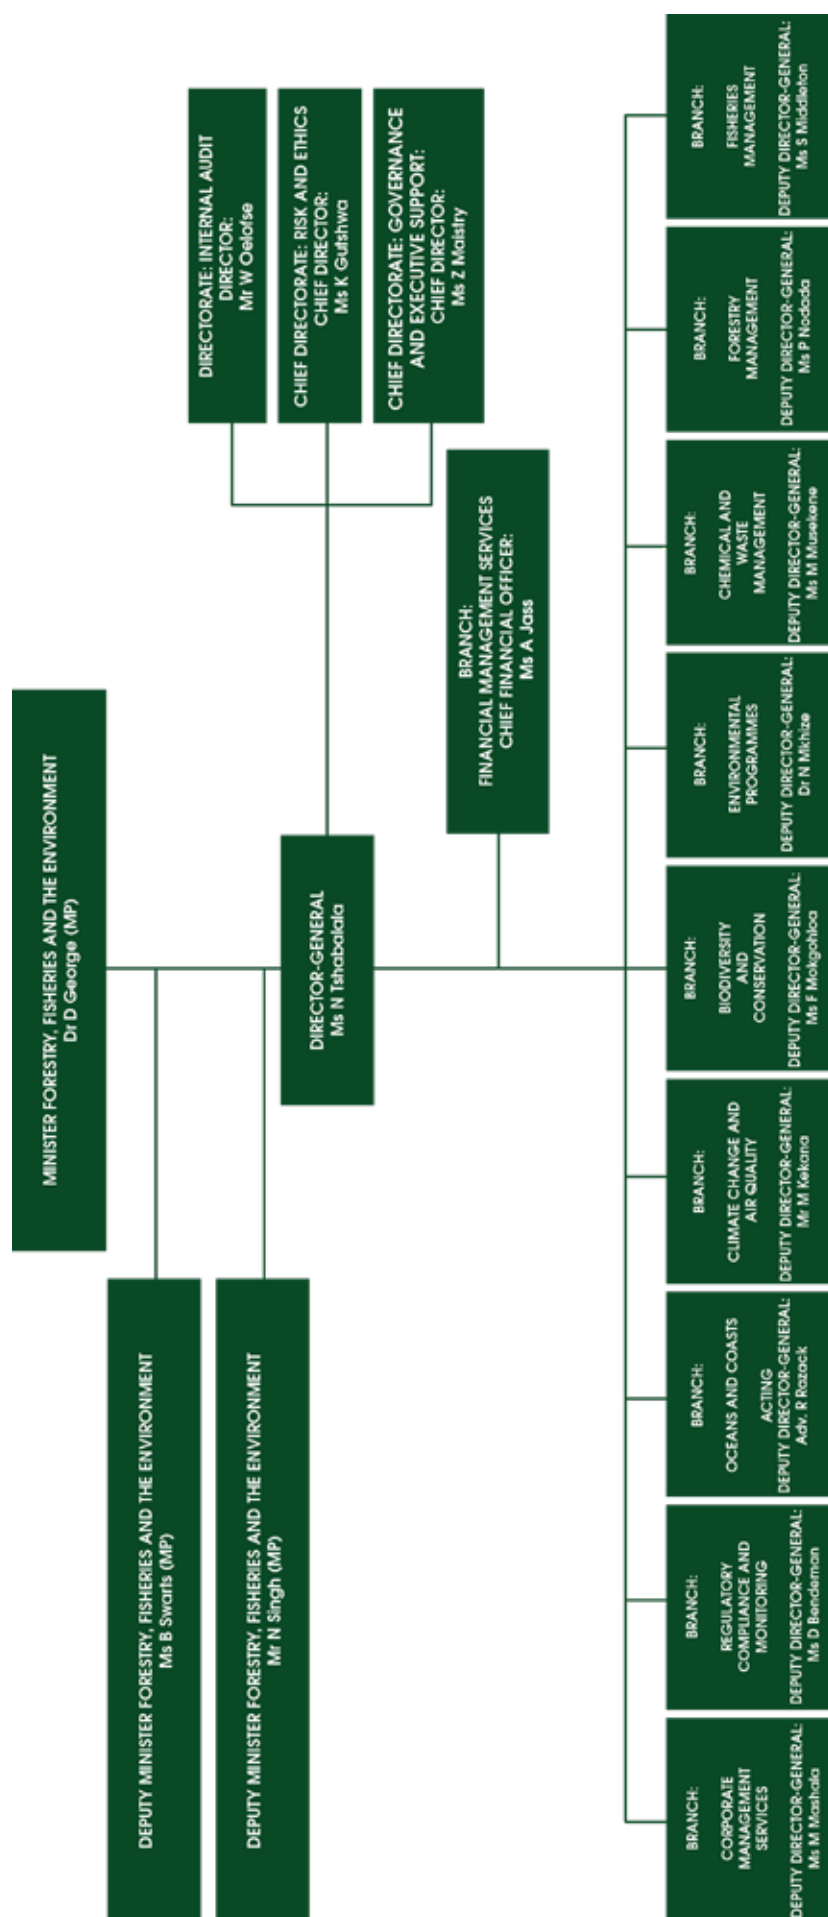 MINISTER FORESTRY, FISHERIES AND THE ENVIRONMENT
Dr D George (MP)
DEPUTY MINISTER FORESTRY, FISHERIES AND THE ENVIRONMENT
Ms B Swarts (MP)
DEPUTY MINISTER FORESTRY, FISHERIES AND THE ENVIRONMENT
Mr N Singh (MP)
DIRECTOR-GENERAL
Ms N Tshabalala
DIRECTORATE: INTERNAL AUDIT
DIRECTOR:
Mr W Oelofse
CHIEF DIRECTORATE: RISK AND ETHICS
CHIEF DIRECTOR:
Ms K Gutshwa
CHIEF DIRECTORATE: GOVERNANCE
AND EXECUTIVE SUPPORT:
CHIEF DIRECTOR:
Ms Z Maistry
BRANCH:
FINANCIAL MANAGEMENT SERVICES
CHIEF FINANCIAL OFFICER:
Ms A Jass
BRANCH:
CORPORATE
MANAGEMENT
SERVICES
DEPUTY DIRECTOR-GENERAL:
Ms M Mashala
BRANCH:
REGULATORY
COMPLIANCE AND
MONITORING
DEPUTY DIRECTOR-GENERAL:
Ms D Bendeman
BRANCH:
OCEANS AND COASTS
ACTING
DEPUTY DIRECTOR-GENERAL:
Adv. R Razack
BRANCH:
CLIMATE CHANGE AND
AIR QUALITY
DEPUTY DIRECTOR-GENERAL:
Mr M Kekana
BRANCH:
BIODIVERSITY
AND
CONSERVATION
DEPUTY DIRECTOR-GENERAL:
Ms F Mokgohloa
BRANCH:
ENVIRONMENTAL
PROGRAMMES
DEPUTY DIRECTOR-GENERAL:
Dr N Mkhize
BRANCH:
CHEMICAL AND
WASTE
MANAGEMENT
DEPUTY DIRECTOR-GENERAL:
Ms M Musekene
BRANCH:
FORESTRY
MANAGEMENT
DEPUTY DIRECTOR-GENERAL:
Ms P Nodada
BRANCH:
FISHERIES
MANAGEMENT
DEPUTY DIRECTOR-GENERAL:
Ms S Middleton